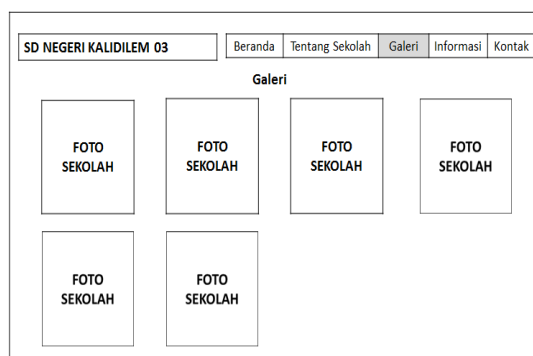 SD NEGERI KALIDILEM 03
Beranda Tentang Sekolah Galeri Informasi Kontak
Galeri
FOTO
SEKOLAH
FOTO
SEKOLAH
FOTO
SEKOLAH
FOTO
SEKOLAH
FOTO
SEKOLAH
FOTO
SEKOLAH